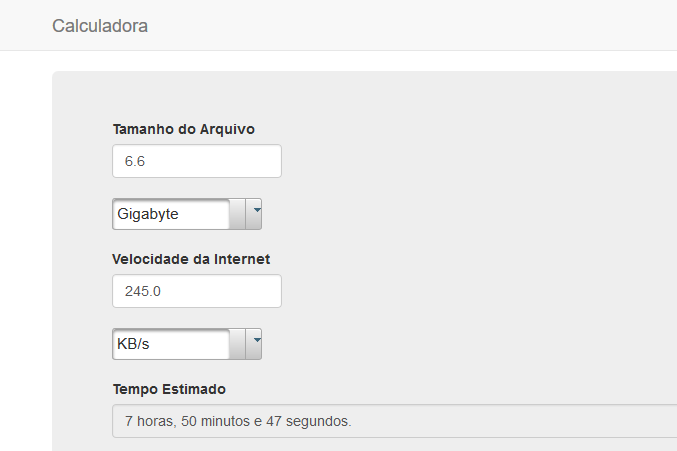 Calculadora
Tamanho do Arquivo
6.6
Gigabyte
Velocidade da Internet
245.0
KB/s
Tempo Estimado
7 horas, 50 minutos e 47 segundos.